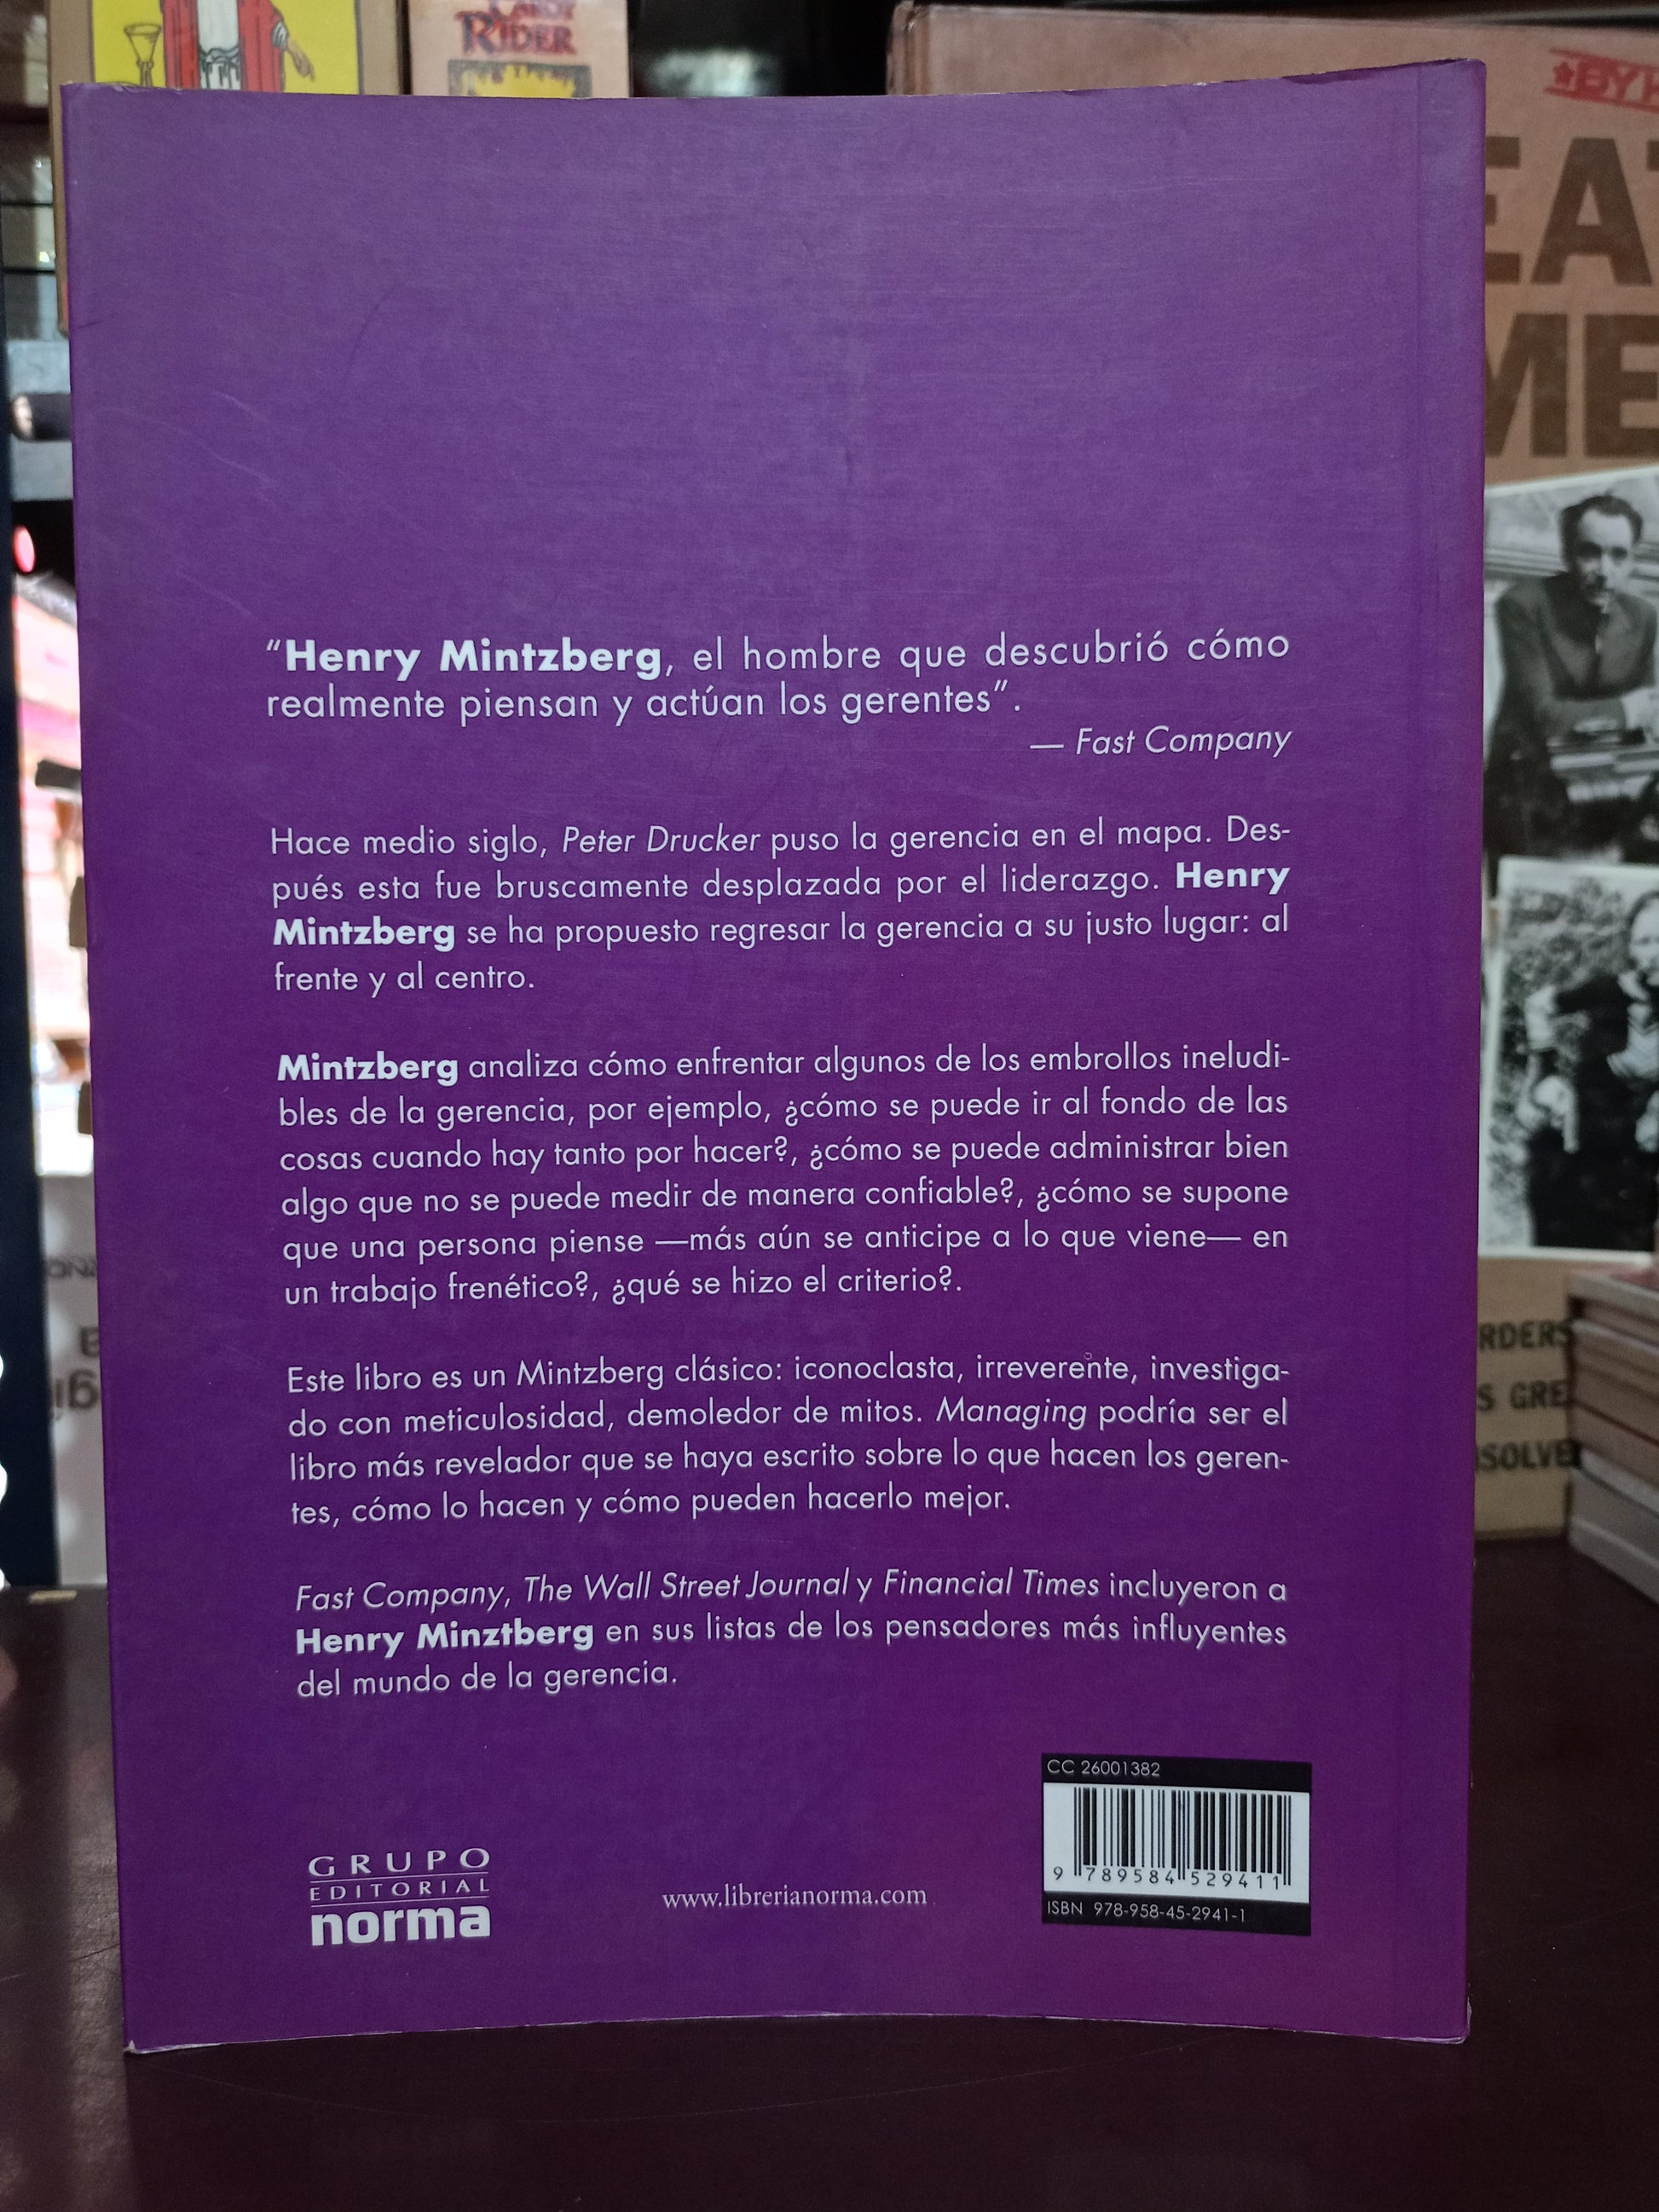 RIDER
BY
EA
ME
“Henry Mintzberg, el hombre que descubrió cómo
realmente piensan y actúan los gerentes”.
— Fast Company
Hace medio siglo, Peter Drucker puso la gerencia en el mapa. Des-
pués esta fue bruscamente desplazada por el liderazgo. Henry
Mintzberg se ha propuesto regresar la gerencia a su justo lugar: al
frente y al centro.
Mintzberg analiza cómo enfrentar algunos de los embrollos ineludi-
bles de la gerencia, por ejemplo, ¿cómo se puede ir al fondo de las
cosas cuando hay tanto por hacer?, ¿cómo se puede administrar bien
algo que no se puede medir de manera confiable?, ¿cómo se supone
que una persona piense —más aún se anticipe a lo que viene— en
un trabajo frenético?, ¿qué se hizo el criterio?.
Este libro es un Mintzberg clásico: iconoclasta, irreverente, investiga-
do con meticulosidad, demoledor de mitos. Managing podría ser el
libro más revelador que se haya escrito sobre lo que hacen los geren-
tes, cómo lo hacen y cómo pueden hacerlo mejor.
Fast Company, The Wall Street Journal y Financial Times incluyeron a
Henry Minztberg en sus listas de los pensadores más influyentes
del mundo de la gerencia.
CC 26001382
9 789584 529411
ISBN 978-958-45-2941-1
GRUPO
EDITORIAL
norma
www.librerianorma.com
RDERS
S GRE
SOLVE